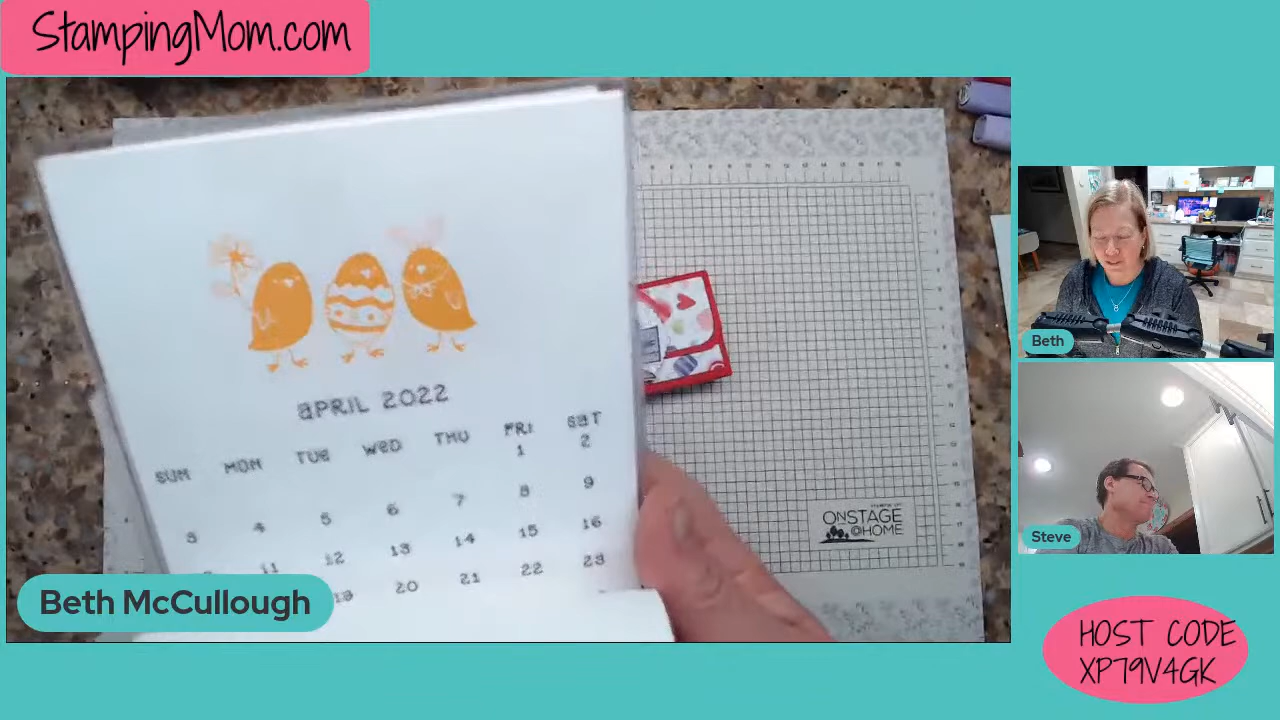 StampingMom.com
APRIL 2022
SUN MON TUE WED THU FRI SAT
1 2
3 4 5 6 7 8 9
11 12 13 14 15 16
19 20 21 22 23
ONSTAGE
@HOME
Beth McCullough
Beth
Steve
HOST CODE
XP79V4GK